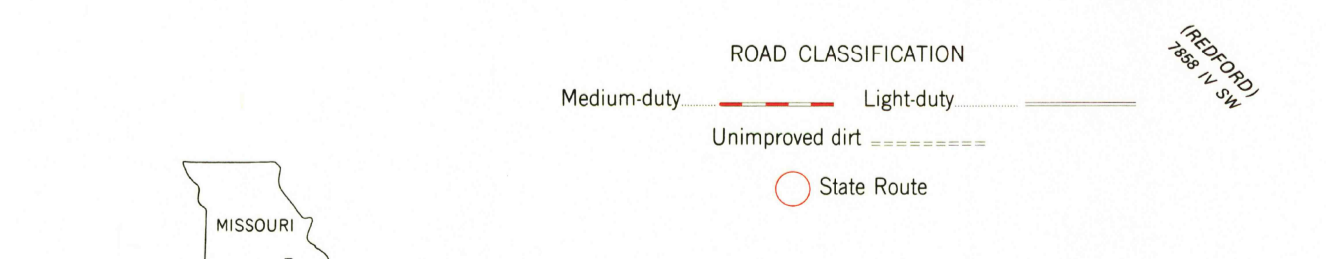 ROAD CLASSIFICATION
Medium-duty
Light-duty
Unimproved dirt
State Route
(REDFORD)
7858 IV SW
MISSOURI